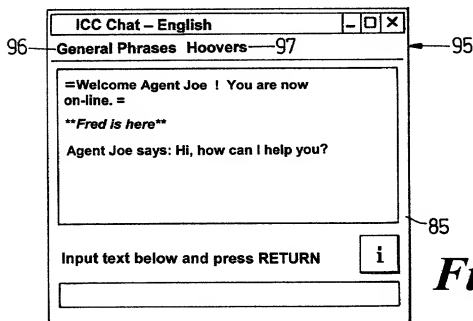 ICC Chat – English
96 General Phrases Hoovers 97 95
=Welcome Agent Joe ! You are now
on-line. =
**Fred is here**
Agent Joe says: Hi, how can I help you?
85
Input text below and press RETURN i